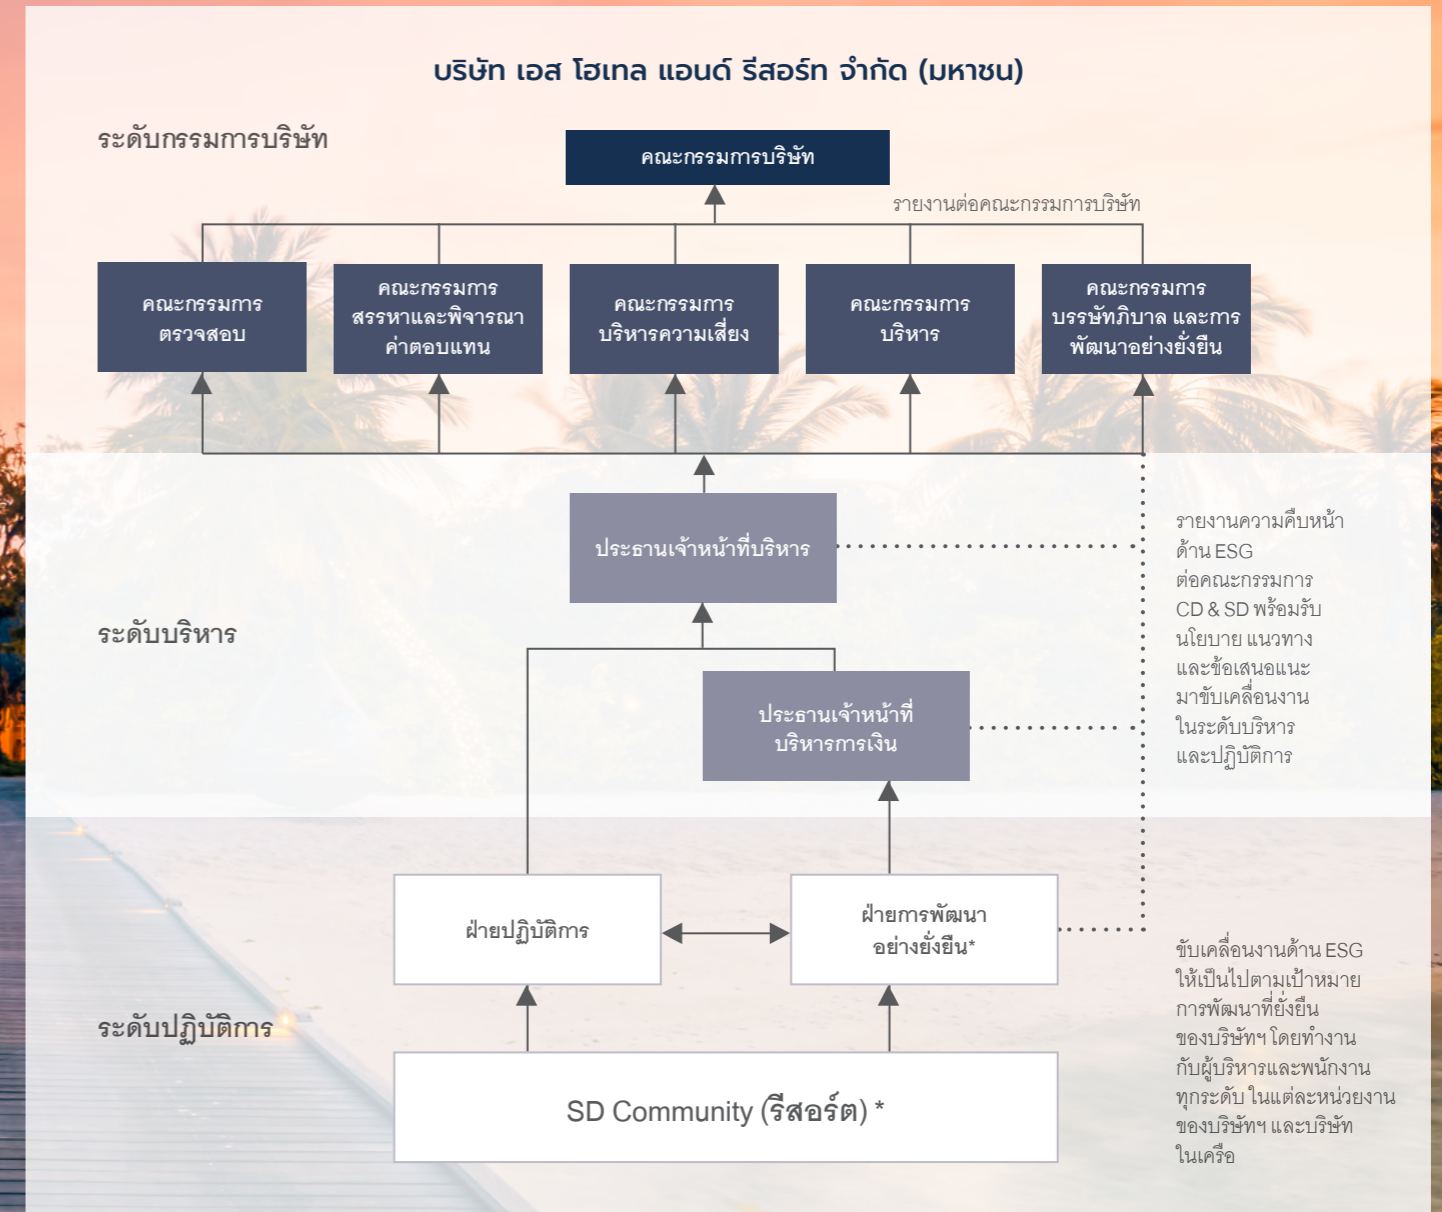 บริษัท เอส โฮเทล แอนด์ รีสอร์ท จำกัด (มหาชน)
ระดับกรรมการบริษัท
คณะกรรมการบริษัท
รายงานต่อคณะกรรมการบริษัท
คณะกรรมการ
ตรวจสอบ
คณะกรรมการ
สรรหาและพิจารณา
ค่าตอบแทน
คณะกรรมการ
บริหารความเสี่ยง
คณะกรรมการ
บริหาร
คณะกรรมการ
บรรษัทภิบาล และการ
พัฒนาอย่างยั่งยืน
ระดับบริหาร
ประธานเจ้าหน้าที่บริหาร
ประธานเจ้าหน้าที่
บริหารการเงิน
รายงานความคืบหน้า
ด้าน ESG
ต่อคณะกรรมการ
CD & SD พร้อมรับ
นโยบาย แนวทาง
และข้อเสนอแนะ
มาขับเคลื่อนงาน
ในระดับบริหาร
และปฏิบัติการ
ระดับปฏิบัติการ
ฝ่ายปฏิบัติการ
ฝ่ายการพัฒนา
อย่างยั่งยืน*
SD Community (รีสอร์ต) *
ขับเคลื่อนงานด้าน ESG
ให้เป็นไปตามเป้าหมาย
การพัฒนาที่ยั่งยืน
ของบริษัทฯ โดยทำงาน
กับผู้บริหารและพนักงาน
ทุกระดับ ในแต่ละหน่วยงาน
ของบริษัทฯ และบริษัท
ในเครือ